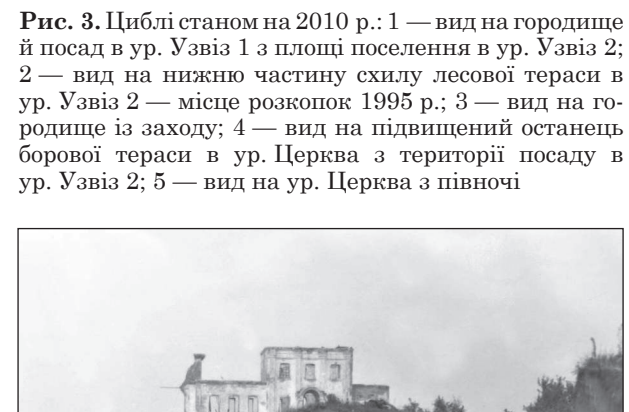 Рис. 3. Циблі станом на 2010 р.: 1 — вид на городище
й посад в ур. Узвіз 1 з площі поселення в ур. Узвіз 2;
2 — вид на нижню частину схилу лесової тераси в
ур. Узвіз 2 — місце розкопок 1995 р.; 3 — вид на го-
родище із заходу; 4 — вид на підвищений останець
борової тераси в ур. Церква з території посаду в
ур. Узвіз 2; 5 — вид на ур. Церква з півночі